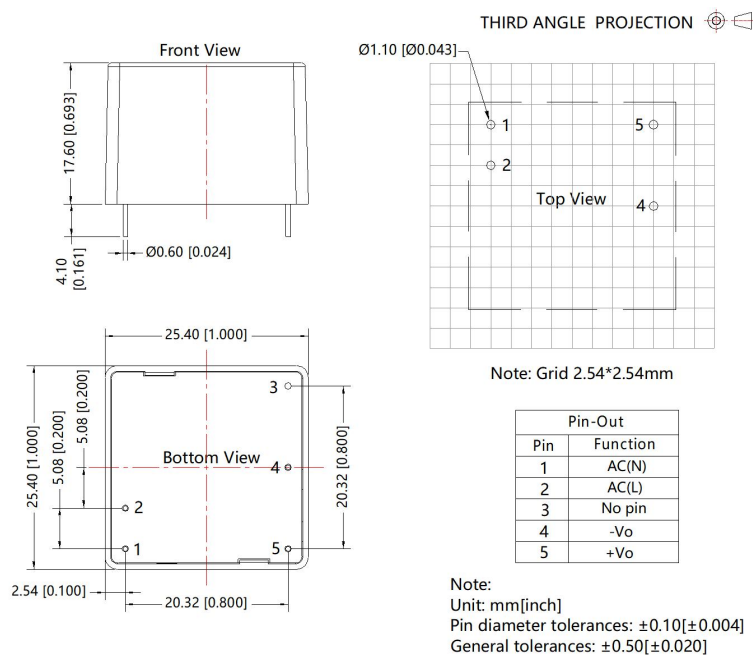 THIRD ANGLE PROJECTION
Front View
17.60 [0.693]
4.10
[0.161]
Ø0.60 [0.024]
Ø1.10 [Ø0.043]
1
5
2
Top View
4
Note: Grid 2.54*2.54mm
25.40 [1.000]
25.40 [1.000]
5.08 [0.200]
5.08 [0.200]
3
Bottom View
4
2
1
5
20.32 [0.800]
2.54 [0.100]
20.32 [0.800]
Pin-Out
Pin Function
1 AC(N)
2 AC(L)
3 No pin
4 -Vo
5 +Vo
Note:
Unit: mm[inch]
Pin diameter tolerances: ±0.10[±0.004]
General tolerances: ±0.50[±0.020]